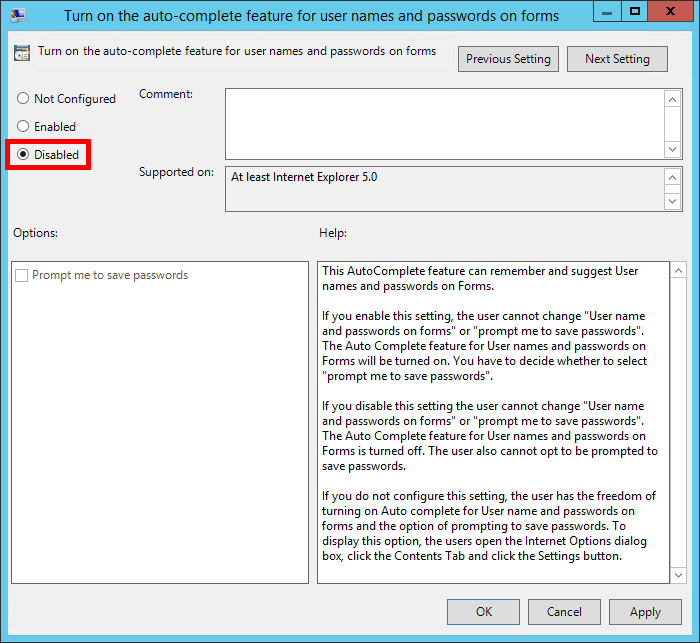 Turn on the auto-complete feature for user names and passwords on forms
Turn on the auto-complete feature for user names and passwords on forms
Previous Setting
Next Setting
Not Configured
Enabled
Disabled
Comment:
Supported on:
At least Internet Explorer 5.0
Options:
Help:
Prompt me to save passwords
This AutoComplete feature can remember and suggest User
names and passwords on Forms.
If you enable this setting, the user cannot change "User name
and passwords on forms" or "prompt me to save passwords".
The Auto Complete feature for User names and passwords on
Forms will be turned on. You have to decide whether to select
"prompt me to save passwords".
If you disable this setting the user cannot change "User name
and passwords on forms" or "prompt me to save passwords".
The Auto Complete feature for User names and passwords on
Forms is turned off. The user also cannot opt to be prompted to
save passwords.
If you do not configure this setting, the user has the freedom of
turning on Auto complete for User name and passwords on
forms and the option of prompting to save passwords. To
display this option, the users open the Internet Options dialog
box, click the Contents Tab and click the Settings button.
OK
Cancel
Apply